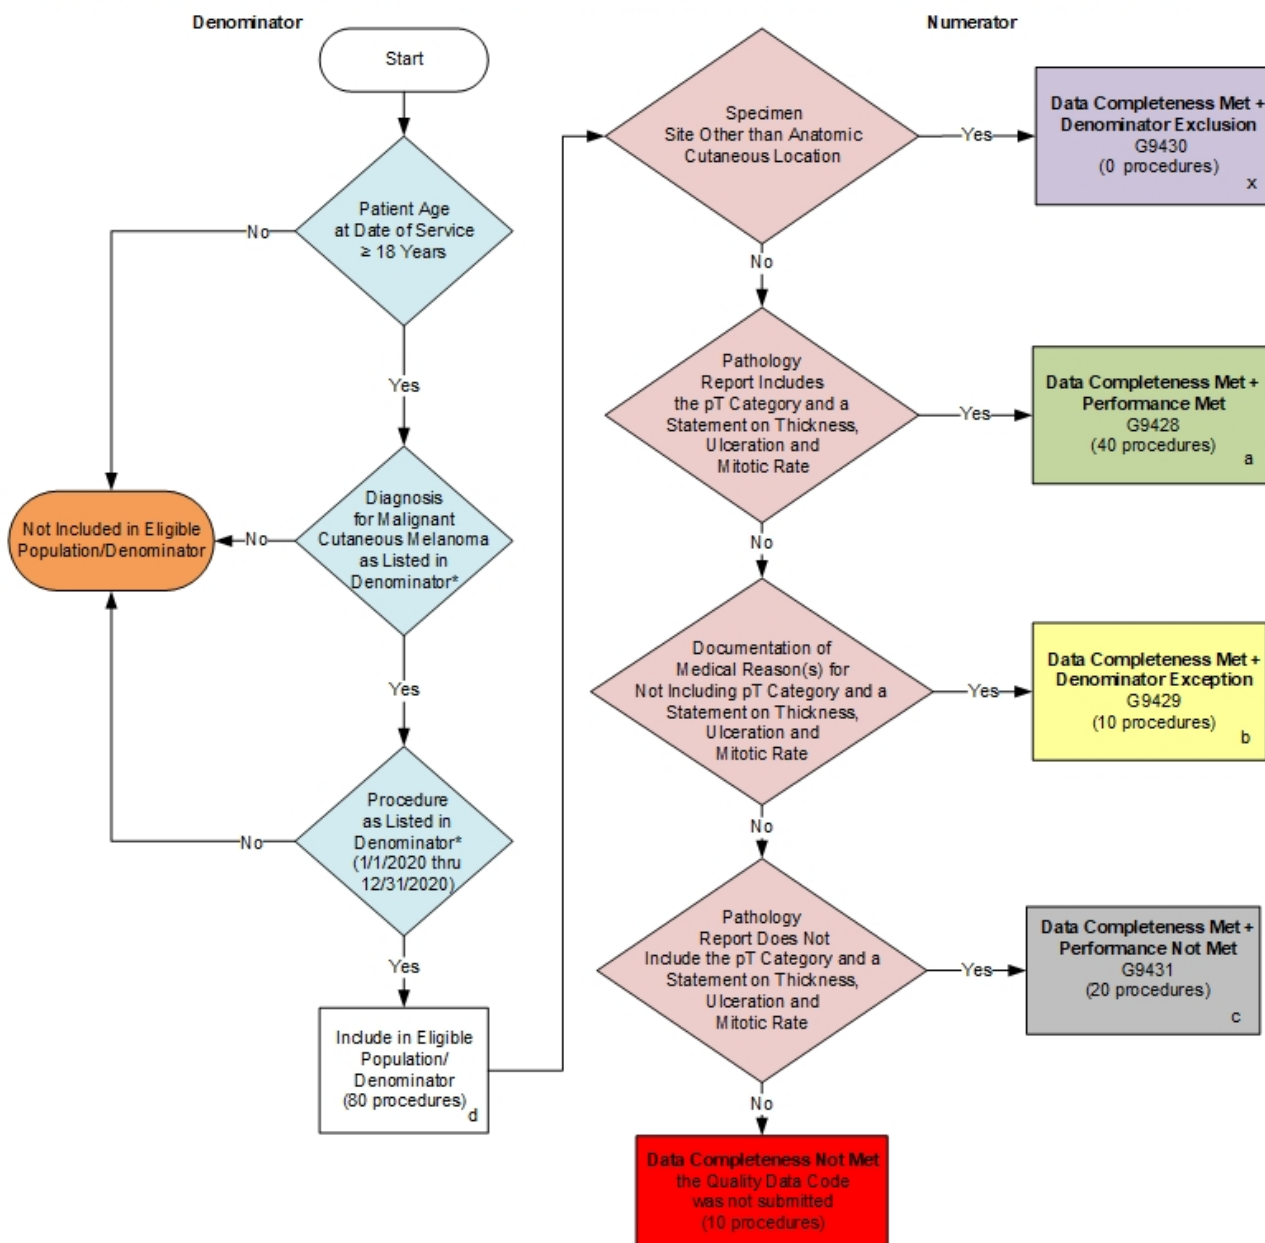 Denominator
Start
Patient Age
at Date of Service
≥ 18 Years
No
Yes
Diagnosis
for Malignant
Cutaneous Melanoma
as Listed in
Denominator*
No
Not Included in Eligible
Population/Denominator
Yes
Procedure
as Listed in
Denominator*
(1/1/2020 thru
12/31/2020)
No
Yes
Include in Eligible
Population/
Denominator
(80 procedures)
d
Numerator
Specimen
Site Other than Anatomic
Cutaneous Location
Yes
Data Completeness Met +
Denominator Exclusion
G9430
(0 procedures)
x
No
Pathology
Report Includes
the pT Category and a
Statement on Thickness,
Ulceration and
Mitotic Rate
Yes
Data Completeness Met +
Performance Met
G9428
(40 procedures)
a
No
Documentation of
Medical Reason(s) for
Not Including pT Category and a
Statement on Thickness,
Ulceration and
Mitotic Rate
Yes
Data Completeness Met +
Denominator Exception
G9429
(10 procedures)
b
No
Pathology
Report Does Not
Include the pT Category and a
Statement on Thickness,
Ulceration and
Mitotic Rate
Yes
Data Completeness Met +
Performance Not Met
G9431
(20 procedures)
c
No
Data Completeness Not Met
the Quality Data Code
was not submitted
(10 procedures)